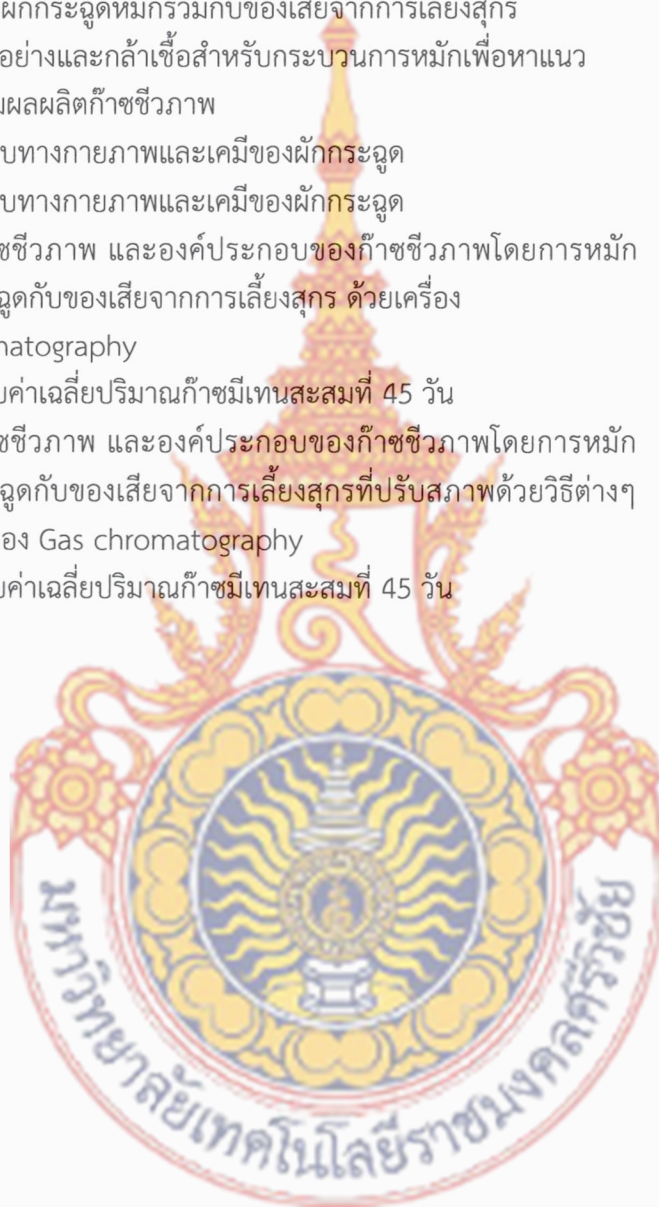 ผักกระฉูดหมักร่วมกับของเสียจากการเลี้ยงสุกร
อย่างและกล้าเชื้อสำหรับกระบวนการหมักเพื่อหาแนว
ผลผลิตก๊าซชีวภาพ
บทางกายภาพและเคมีของผักกระฉูด
บทางกายภาพและเคมีของผักกระฉูด
ซชีวภาพ และองค์ประกอบของก๊าซชีวภาพโดยการหมัก
ฉูดกับของเสียจากการเลี้ยงสุกร ด้วยเครื่อง
matography
บค่าเฉลี่ยปริมาณก๊าซมีเทนสะสมที่ 45 วัน
ซชีวภาพ และองค์ประกอบของก๊าซชีวภาพโดยการหมัก
ฉูดกับของเสียจากการเลี้ยงสุกรที่ปรับสภาพด้วยวิธีต่างๆ
อง Gas chromatography
บค่าเฉลี่ยปริมาณก๊าซมีเทนสะสมที่ 45 วัน
มหาวิทยาลัยเทคโนโลยีราชมงคลศรีวิชัย